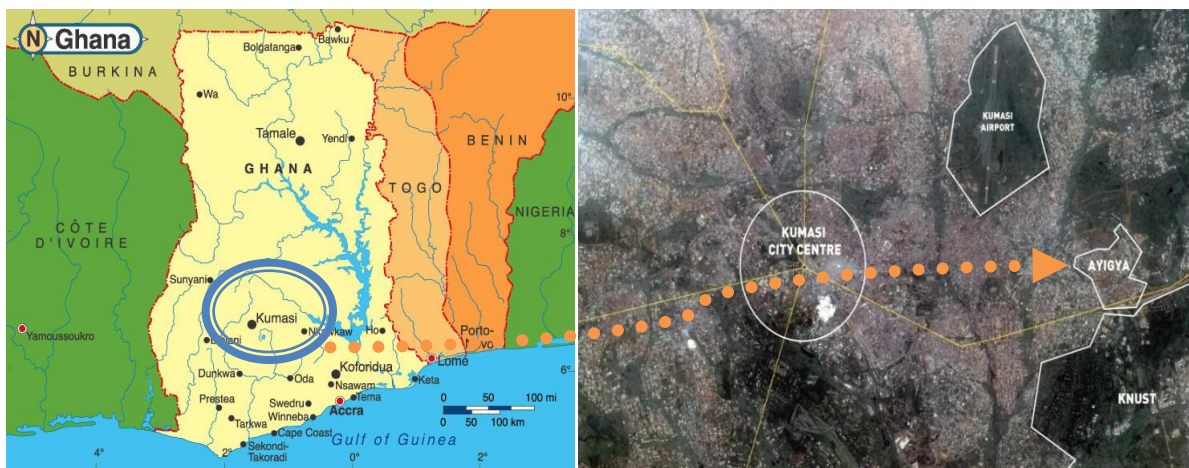 N Ghana
BURKINA
Bawku
Bolgatanga
Wa
10°
Tamale
Yendi
BENIN
GHANA
TOGO
CÔTE
D'IVOIRE
NIGERIA
8°
Sunyani
Kumasi
Yamoussoukro
Ho
Porto-
Lomé
6°
Koforidua
Dunkwa
Oda
Nsawam
Keta
Prestea
Swedru
Tema
Accra
0 50 100 mi
Winneba
0 50 100 km
Tarkwa
Cape Coast
Gulf of Guinea
Sekondi-
Takoradi
4°
2°
0°
2°
KUMASI
AIRPORT
KUMASI
CITY CENTRE
AYIGYA
KNUST